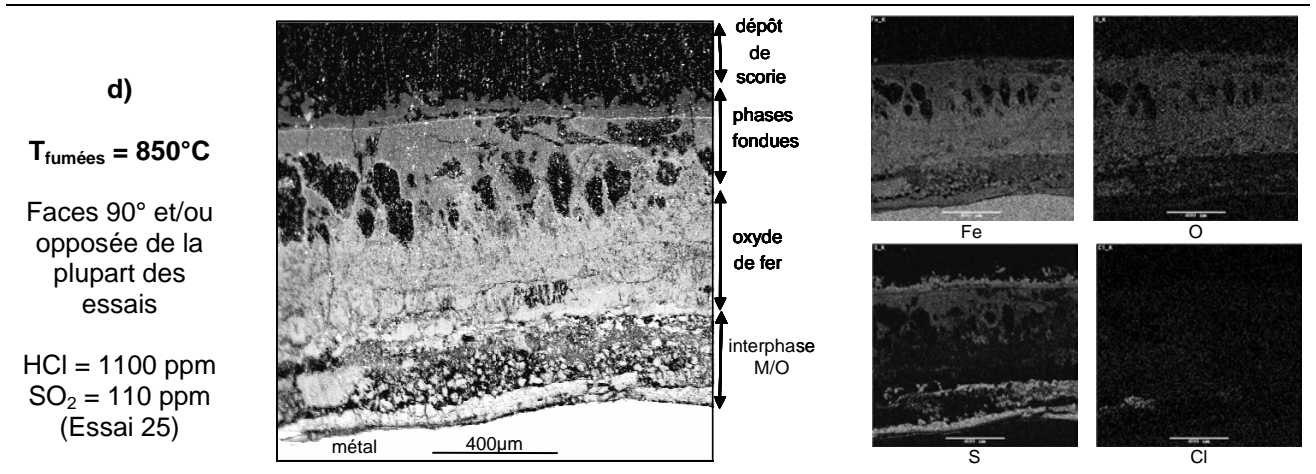 d)
T fumées = 850°C
Faces 90° et/ou
opposée de la
plupart des
essais
HCl = 1100 ppm
SO₂ = 110 ppm
(Essai 25)
dépôt
de
scorie
phases
fondues
oxyde
de fer
interphase
M/O
métal
400µm
Fe
O
S
Cl